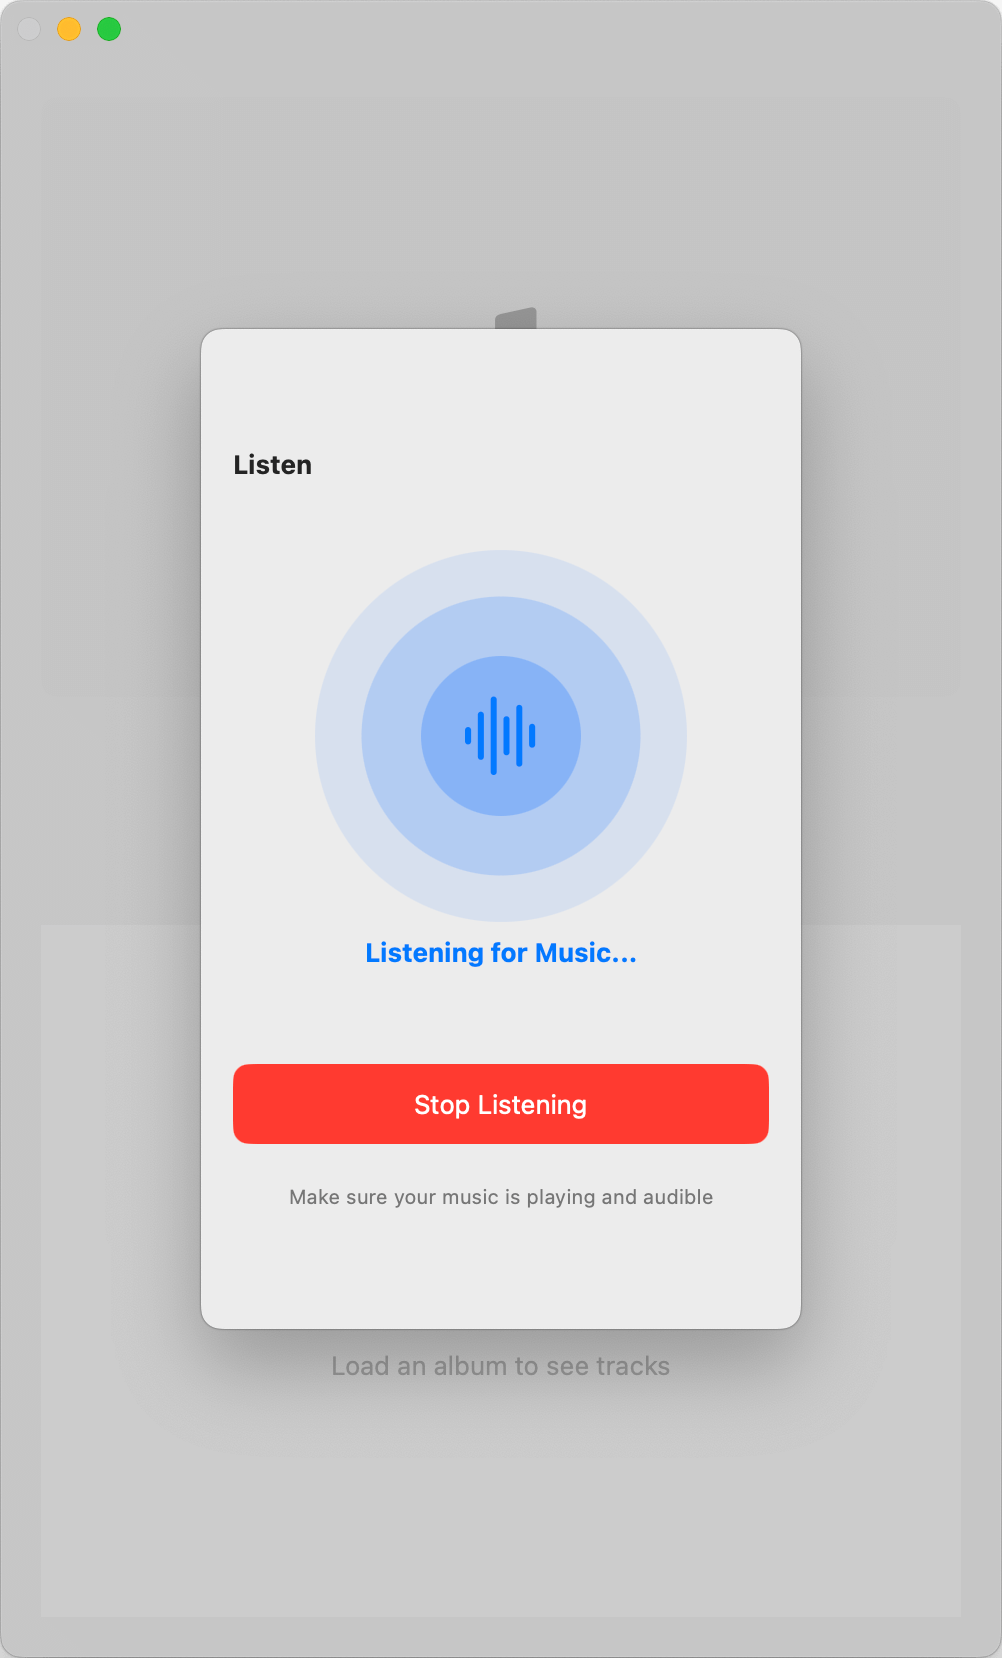 Listen
Listening for Music...
Stop Listening
Make sure your music is playing and audible
Load an album to see tracks